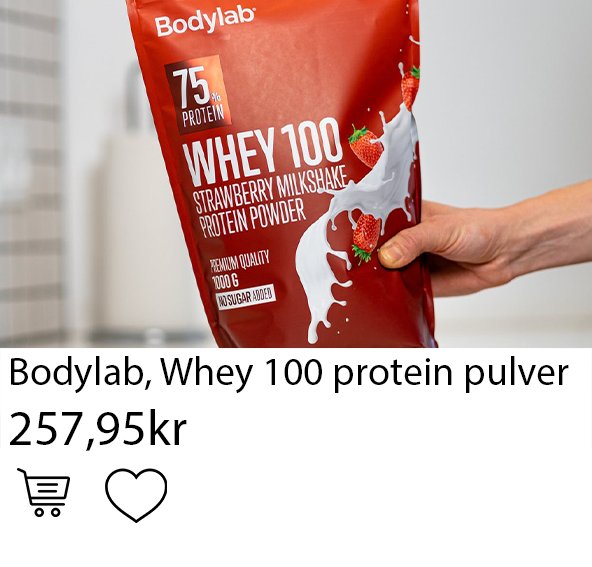 Bodylab
75%
PROTEIN
WHEY 100
STRAWBERRY MILKSHAKE
PROTEIN POWDER
PREMIUM QUALITY
1000 G
NO SUGAR ADDED
Bodylab, Whey 100 protein pulver
257,95kr